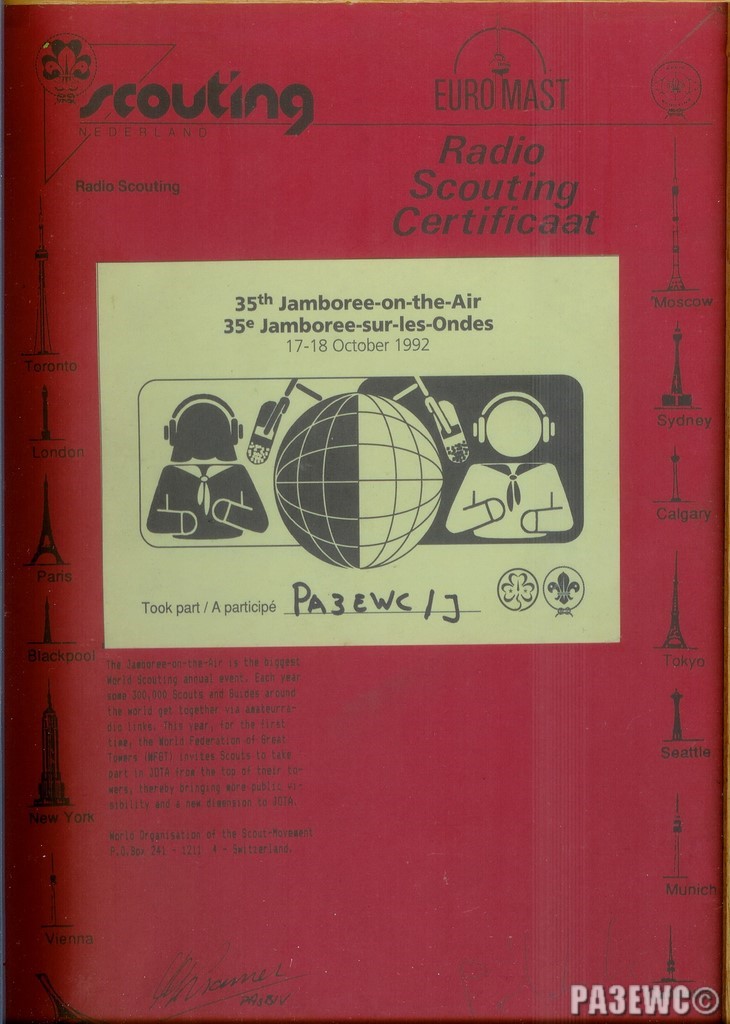 scouting
NEDERLAND
EUROMAST
Radio Scouting
Radio
Scouting
Certificaat
35th Jamboree-on-the-Air
35e Jamboree-sur-les-Ondes
17-18 October 1992
Took part / A participé PA3EWC/J
Toronto
London
Paris
Blackpool
New York
Vienna
Moscow
Sydney
Calgary
Tokyo
Seattle
Munich
The Jamboree-on-the-Air is the biggest
World Scouting annual event. Each year
some 300,000 Scouts and Guides around
the world get together via amateurra-
dio links. This year, for the first
time, the World Federation of Great
Towers (WFGT) invites Scouts to take
part in JOTA from the top of their to-
wers, thereby bringing more public vi-
sibility and a new dimension to JOTA.
World Organisation of the Scout-Movement
P.O.Box 241 - 1211 4 - Switzerland.
PA3EWC©